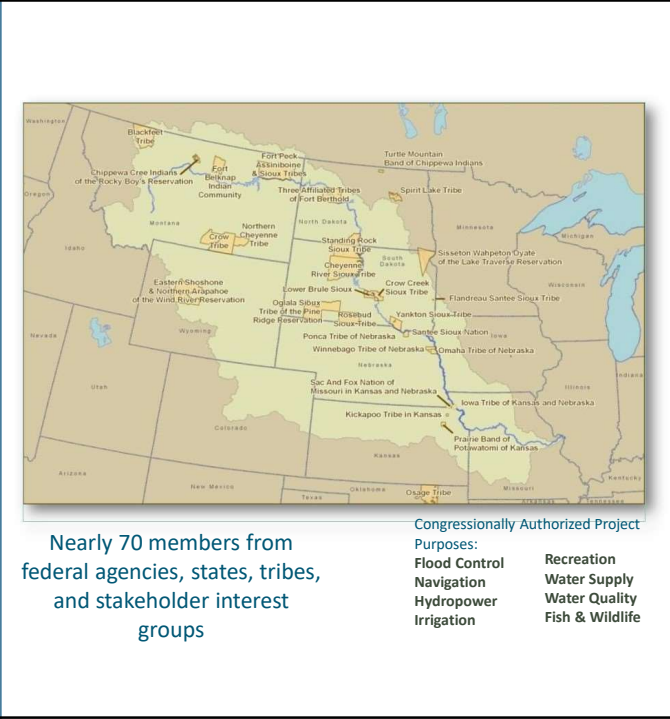 Washington
Blackfeet
Tribe
Fort Peck
Assiniboine
& Sioux Tribes
Turtle Mountain
Band of Chippewa Indians
Chippewa Cree Indians
of the Rocky Boy's Reservation
Fort
Belknap
Indian
Community
Three Affiliated Tribes
of Fort Berthold
Spirit Lake Tribe
Oregon
Montana
North Dakota
Minnesota
Michigan
Northern
Cheyenne
Tribe
Crow
Tribe
Standing Rock
Sioux Tribe
Idaho
Cheyenne
River Sioux Tribe
South
Dakota
Sisseton Wahpeton Oyate
of the Lake Traverse Reservation
Wisconsin
Eastern Shoshone
& Northern Arapahoe
of the Wind River Reservation
Lower Brule Sioux
Crow Creek
Sioux Tribe
Flandreau Santee Sioux Tribe
Oglala Sioux
Tribe of the Pine
Ridge Reservation
Rosebud
Sioux Tribe
Yankton Sioux Tribe
Wyoming
Nevada
Ponca Tribe of Nebraska
Santee Sioux Nation
Iowa
Winnebago Tribe of Nebraska
Omaha Tribe of Nebraska
Nebraska
Utah
Illinois
Indiana
Sac And Fox Nation of
Missouri in Kansas and Nebraska
Iowa Tribe of Kansas and Nebraska
Kickapoo Tribe in Kansas
Colorado
Prairie Band of
Potawatomi of Kansas
Kansas
Arizona
New Mexico
Texas
Oklahoma
Osage Tribe
Missouri
Arkansas
Kentucky
Tennessee
Nearly 70 members from
federal agencies, states, tribes,
and stakeholder interest
groups
Congressionally Authorized Project
Purposes:
Flood Control
Navigation
Hydropower
Irrigation
Recreation
Water Supply
Water Quality
Fish & Wildlife